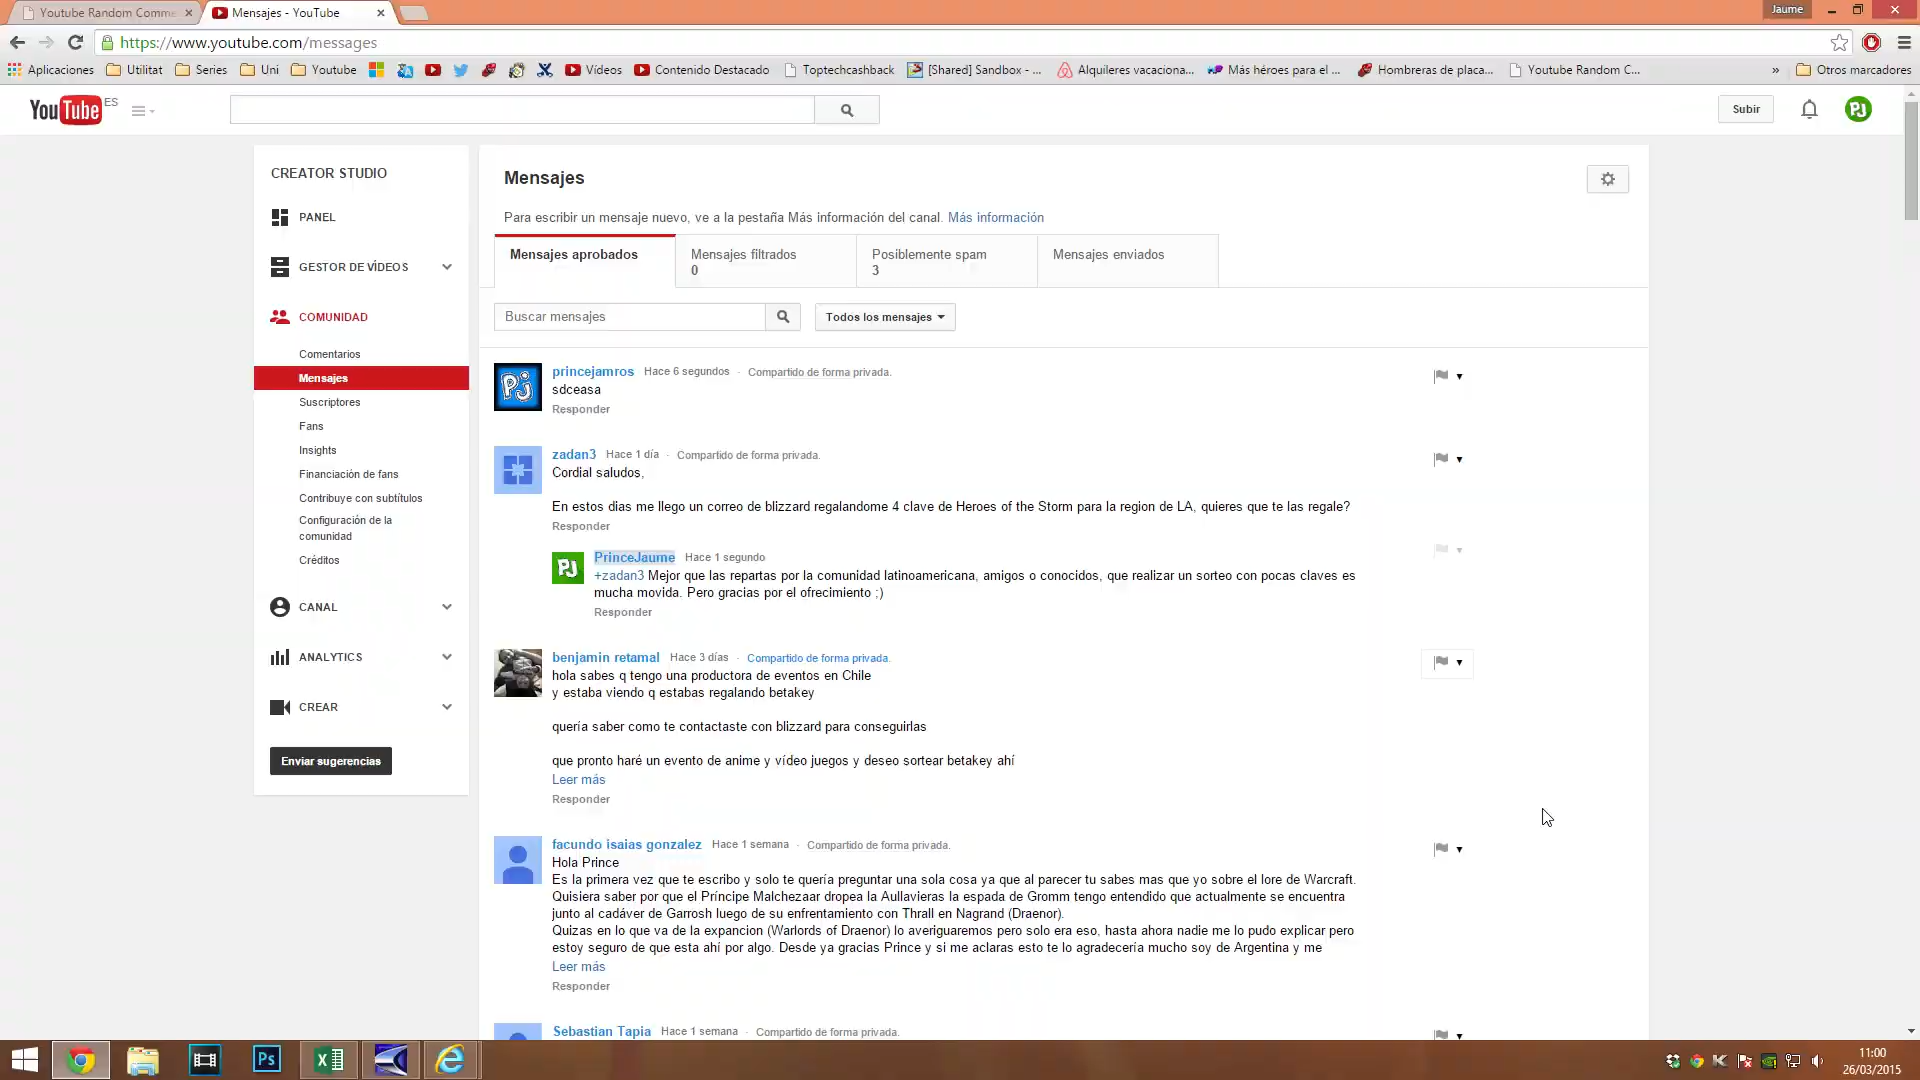 Youtube Random Comme
Mensajes - YouTube
Jaume
https://www.youtube.com/messages
Aplicaciones
Utilitat
Series
Uni
Youtube
Vídeos
Contenido Destacado
Toptechcashback
[Shared] Sandbox - ...
Alquileres vacaciona...
Más héroes para el ...
Hombreras de placa...
Youtube Random C...
»
Otros marcadores
YouTube ES
Subir
PJ
CREATOR STUDIO
PANEL
GESTOR DE VÍDEOS
COMUNIDAD
Comentarios
Mensajes
Suscriptores
Fans
Insights
Financiación de fans
Contribuye con subtítulos
Configuración de la
comunidad
Créditos
CANAL
ANALYTICS
CREAR
Enviar sugerencias
Mensajes
Para escribir un mensaje nuevo, ve a la pestaña Más información del canal. Más información
Mensajes aprobados
Mensajes filtrados
0
Posiblemente spam
3
Mensajes enviados
Buscar mensajes
Todos los mensajes
PJ
princejamros Hace 6 segundos - Compartido de forma privada.
sdceasa
Responder
zadan3 Hace 1 día - Compartido de forma privada.
Cordial saludos,
En estos dias me llego un correo de blizzard regalandome 4 clave de Heroes of the Storm para la region de LA, quieres que te las regale?
Responder
PJ
PrinceJaume Hace 1 segundo
+zadan3 Mejor que las repartas por la comunidad latinoamericana, amigos o conocidos, que realizar un sorteo con pocas claves es
mucha movida. Pero gracias por el ofrecimiento ;)
Responder
benjamin retamal Hace 3 días - Compartido de forma privada.
hola sabes q tengo una productora de eventos en Chile
y estaba viendo q estabas regalando betakey
quería saber como te contactaste con blizzard para conseguirlas
que pronto haré un evento de anime y vídeo juegos y deseo sortear betakey ahí
Leer más
Responder
facundo isaias gonzalez Hace 1 semana - Compartido de forma privada.
Hola Prince
Es la primera vez que te escribo y solo te quería preguntar una sola cosa ya que al parecer tu sabes mas que yo sobre el lore de Warcraft.
Quisiera saber por que el Príncipe Malchezaar dropea la Aullavieras la espada de Gromm tengo entendido que actualmente se encuentra
junto al cadáver de Garrosh luego de su enfrentamiento con Thrall en Nagrand (Draenor).
Quizas en lo que va de la expancion (Warlords of Draenor) lo averiguaremos pero solo era eso, hasta ahora nadie me lo pudo explicar pero
estoy seguro de que esta ahí por algo. Desde ya gracias Prince y si me aclaras esto te lo agradecería mucho soy de Argentina y me
Leer más
Responder
Sebastian Tapia Hace 1 semana - Compartido de forma privada.
Ps
11:00
26/03/2015